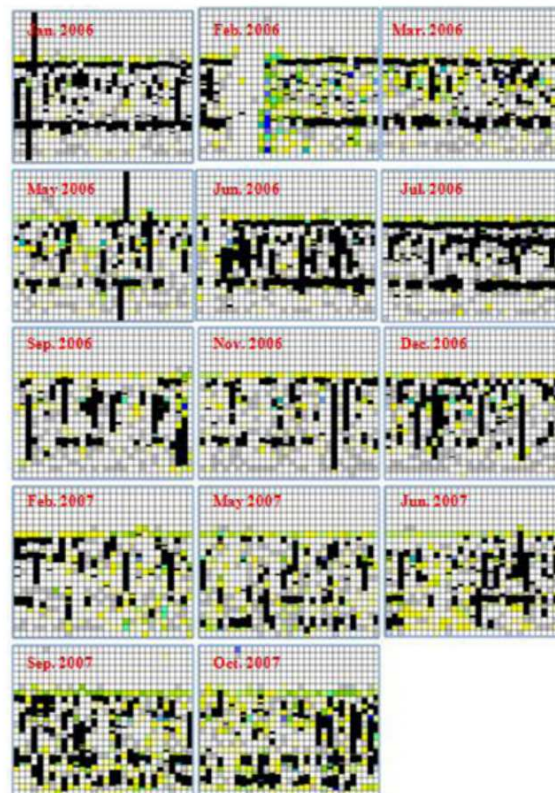 Jan. 2006
Feb. 2006
Mar. 2006
May 2006
Jun. 2006
Jul. 2006
Sep. 2006
Nov. 2006
Dec. 2006
Feb. 2007
May 2007
Jun. 2007
Sep. 2007
Oct. 2007